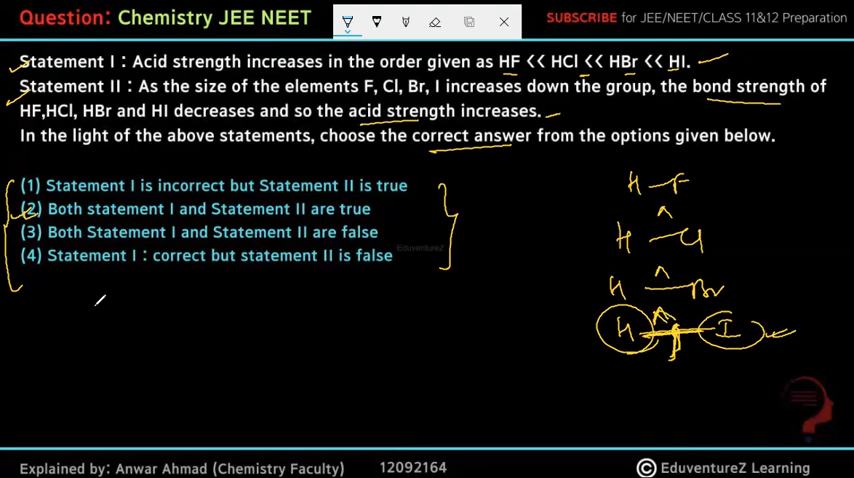 Question: Chemistry JEE NEET
SUBSCRIBE for JEE/NEET/CLASS 11&12 Preparation
Statement I : Acid strength increases in the order given as HF << HCl << HBr << HI.
Statement II : As the size of the elements F, Cl, Br, I increases down the group, the bond strength of
HF,HCl, HBr and HI decreases and so the acid strength increases.
In the light of the above statements, choose the correct answer from the options given below.
(1) Statement I is incorrect but Statement II is true
(2) Both statement I and Statement II are true
(3) Both Statement I and Statement II are false
(4) Statement I : correct but statement II is false
EduventureZ
H — F
H — Cl
H — Br
H — I
Explained by: Anwar Ahmad (Chemistry Faculty)
12092164
© EduventureZ Learning